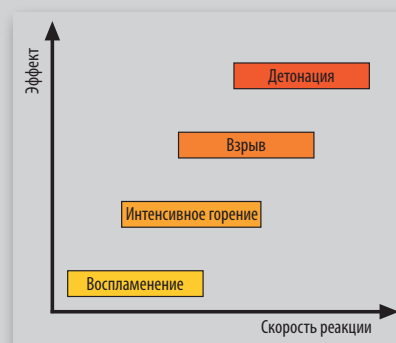 Эффект
Детонация
Взрыв
Интенсивное горение
Воспламенение
Скорость реакции